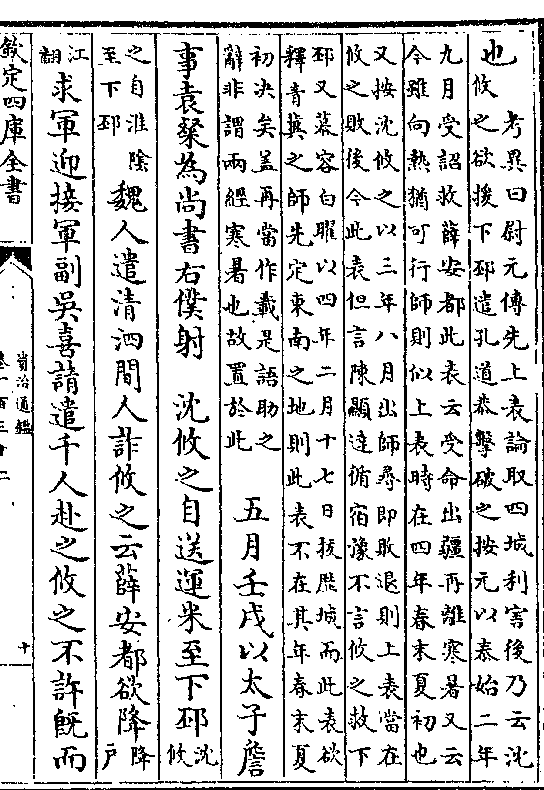 也
考異曰尉元傳先上表論取四城利害後乃云沈
攸之欲援下邳遣孔道恭擊破之按元以泰始二年
九月受詔救薛安都此表云受命出疆再離寒暑又云
今雖向熱猶可行師則似上表時在四年春末夏初也
又按沈攸之以三年八月出師尋即敗退則上表當在
攸之敗後今此表但言陳顯達循宿豫不言攸之救下
邳又慕容白曜以四年二月十七日拔歷城而此表欲
釋青冀之師先定東南之地則此表不在其年春末夏
初決矣蓋再當作載是語助之
辭非謂兩經寒暑也故置於此
五月壬戌以太子詹
事袁粲為尚書右僕射 沈攸之自送運米至下邳
沈
攸
之自淮陰
至下邳
魏人遣清泗間人詐攸之云薛安都欲降
降
戶
江
翻
求軍迎接軍副吳喜請遣千人赴之攸之不許既而
欽定四庫全書
資治通鑑
卷一百三十二
十